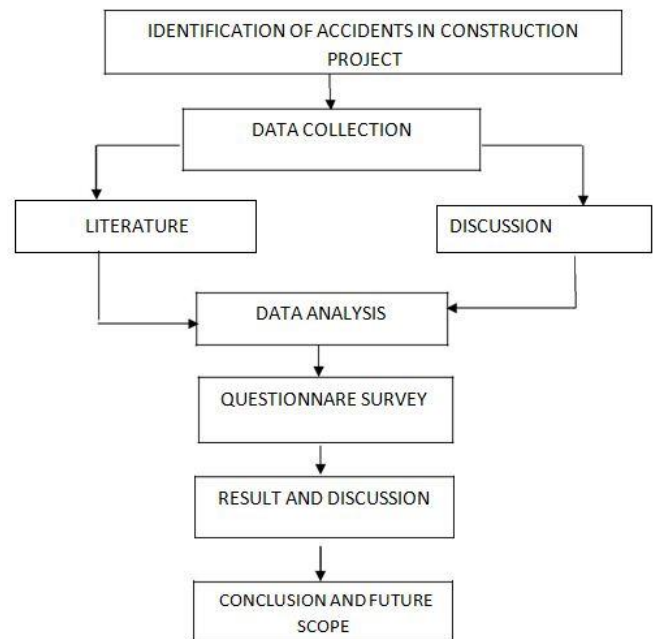 IDENTIFICATION OF ACCIDENTS IN CONSTRUCTION
PROJECT
DATA COLLECTION
LITERATURE
DISCUSSION
DATA ANALYSIS
QUESTIONNARE SURVEY
RESULT AND DISCUSSION
CONCLUSION AND FUTURE
SCOPE